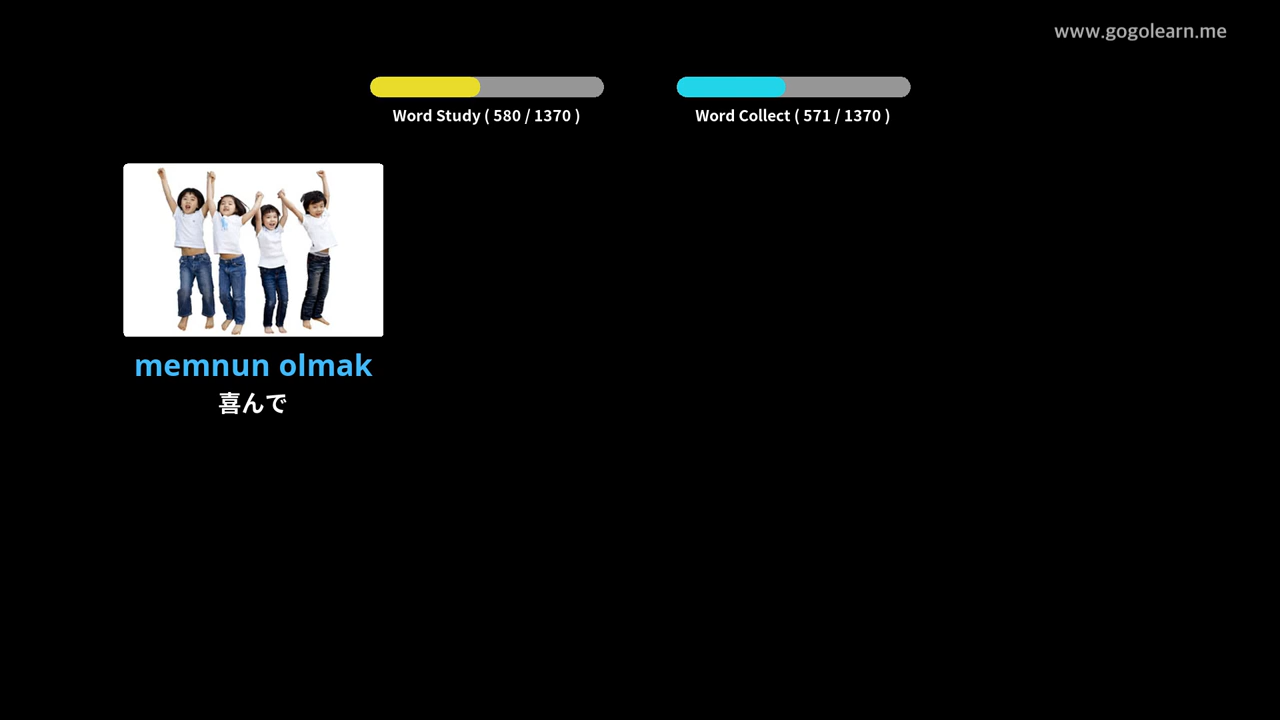 www.gogolearn.me
Word Study ( 580 / 1370 )
Word Collect ( 571 / 1370 )
memnun olmak
喜んで